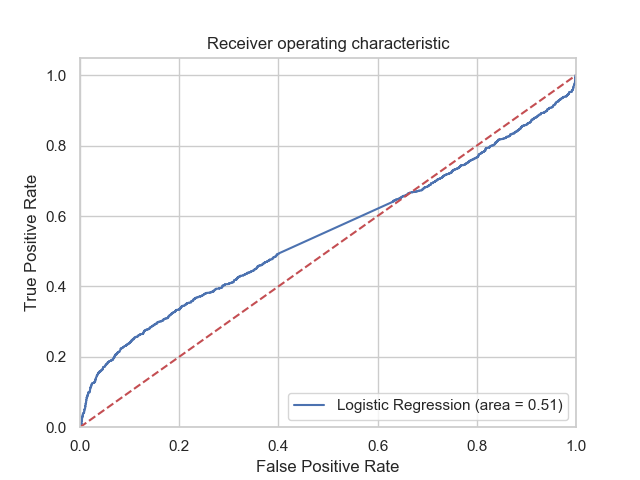 Receiver operating characteristic
1.0
0.8
0.6
0.4
0.2
0.0
True Positive Rate
Logistic Regression (area = 0.51)
0.0 0.2 0.4 0.6 0.8 1.0
False Positive Rate